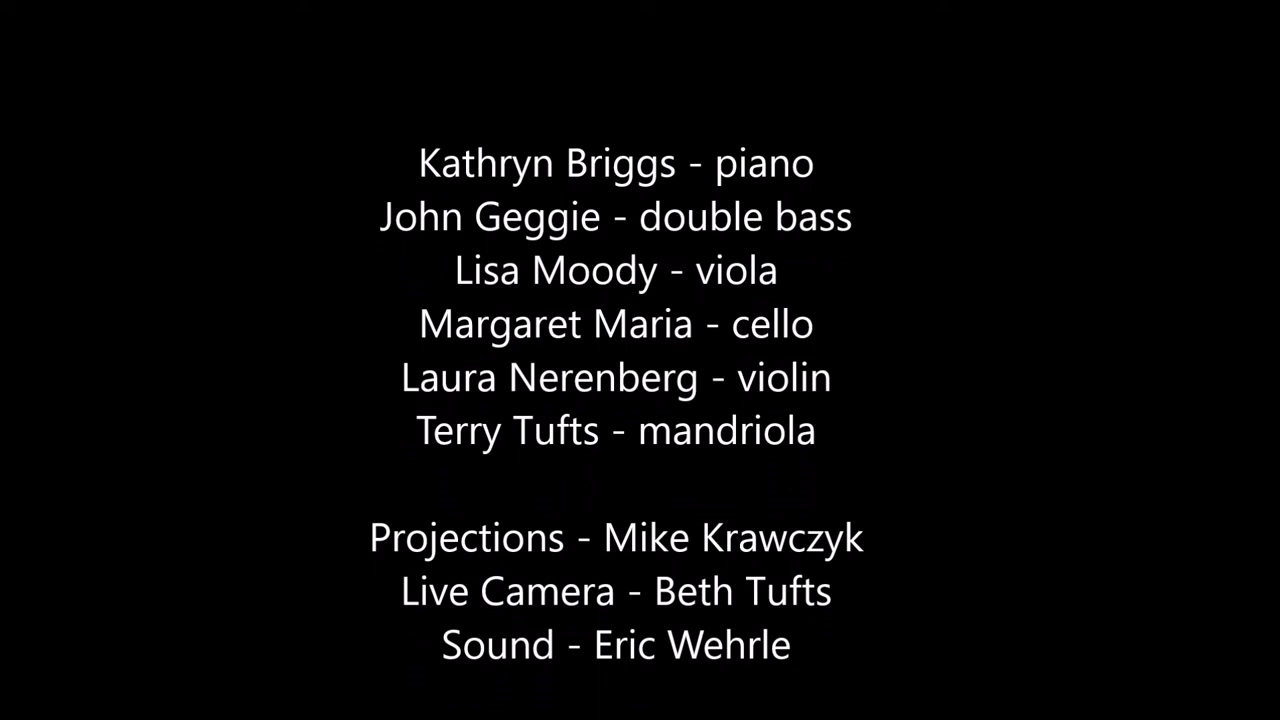 Kathryn Briggs - piano
John Geggie - double bass
Lisa Moody - viola
Margaret Maria - cello
Laura Nerenberg - violin
Terry Tufts - mandriola
Projections - Mike Krawczyk
Live Camera - Beth Tufts
Sound - Eric Wehrle